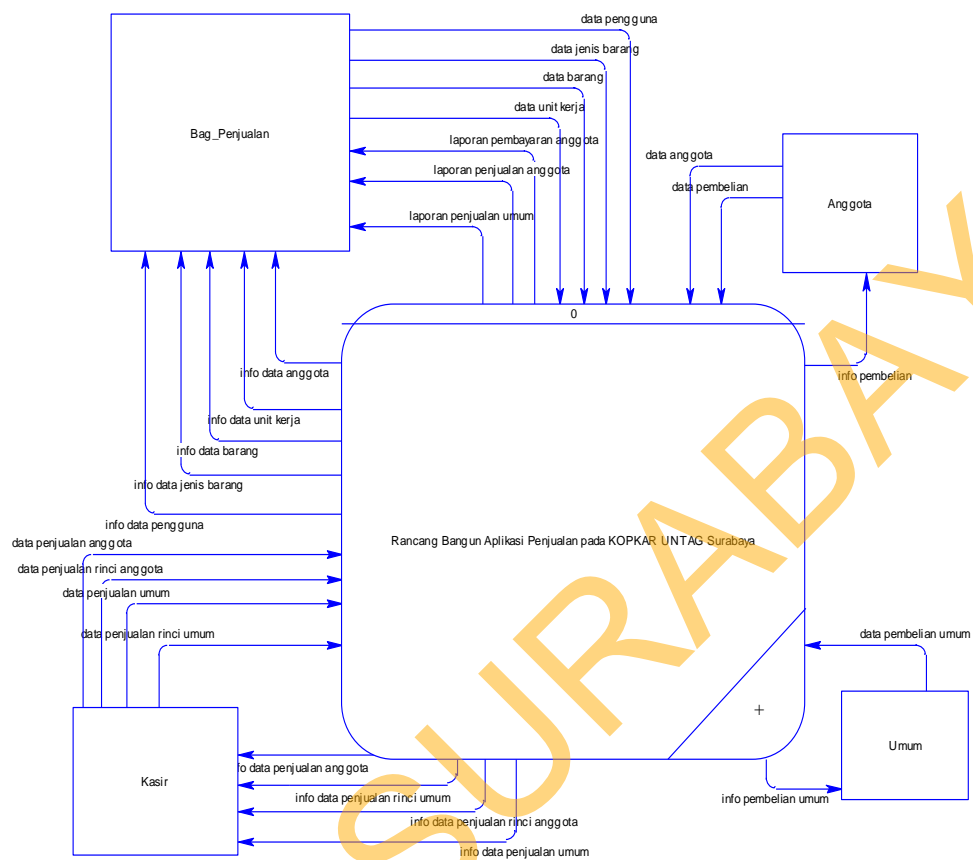 data pengguna
data jenis barang
data barang
data unit kerja
Bag_Penjualan
laporan pembayaran anggota
laporan penjualan anggota
laporan penjualan umum
data anggota
data pembelian
Anggota
0
info data anggota
info data unit kerja
info data barang
info data jenis barang
info data pengguna
info pembelian
Rancang Bangun Aplikasi Penjualan pada KOPKAR UNTAG Surabaya
data penjualan anggota
data penjualan rinci anggota
data penjualan umum
data penjualan rinci umum
data pembelian umum
+
Umum
Kasir
info data penjualan anggota
info data penjualan rinci umum
info data penjualan rinci anggota
info data penjualan umum
info pembelian umum
SURABAY